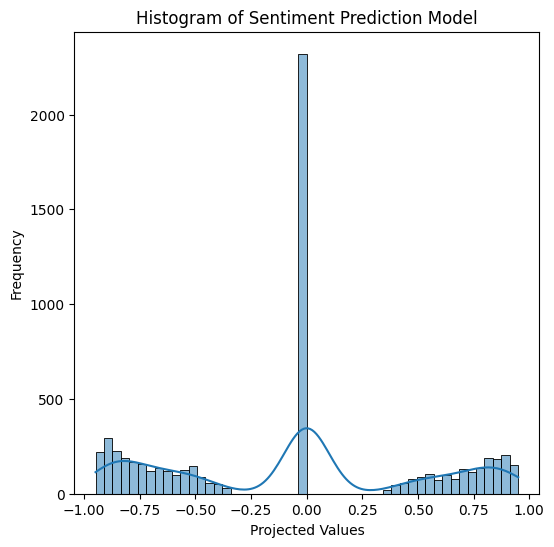 Histogram of Sentiment Prediction Model
Frequency
2000
1500
1000
500
0
−1.00 −0.75 −0.50 −0.25 0.00 0.25 0.50 0.75 1.00
Projected Values